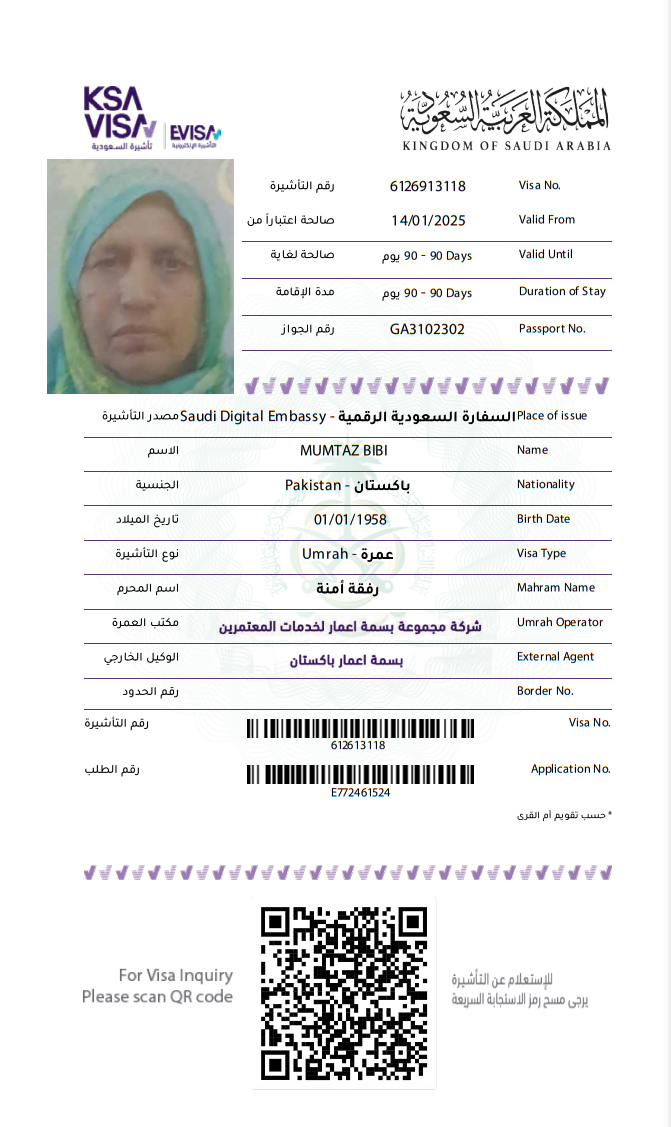 KSA
VISA
تأشيرة السعودية
EVISA
التأشيرة الإلكترونية
المملكة العربية السعودية
KINGDOM OF SAUDI ARABIA
رقم التأشيرة 6126913118 Visa No.
صالحة اعتباراً من 14/01/2025 Valid From
صالحة لغاية 90 - 90 Days يوم Valid Until
مدة الإقامة 90 - 90 Days يوم Duration of Stay
رقم الجواز GA3102302 Passport No.
مصدر التأشيرة Saudi Digital Embassy - السفارة السعودية الرقمية Place of issue
الاسم MUMTAZ BIBI Name
الجنسية Pakistan - باكستان Nationality
تاريخ الميلاد 01/01/1958 Birth Date
نوع التأشيرة Umrah - عمرة Visa Type
اسم المحرم رفقة أمنة Mahram Name
مكتب العمرة شركة مجموعة بسمة اعمار لخدمات المعتمرين Umrah Operator
الوكيل الخارجي بسمة اعمار باكستان External Agent
رقم الحدود Border No.
رقم التأشيرة Visa No.
612613118
رقم الطلب Application No.
E772461524
* حسب تقويم أم القرى
For Visa Inquiry
Please scan QR code
للإستعلام عن التأشيرة
يرجى مسح رمز الاستجابة السريعة